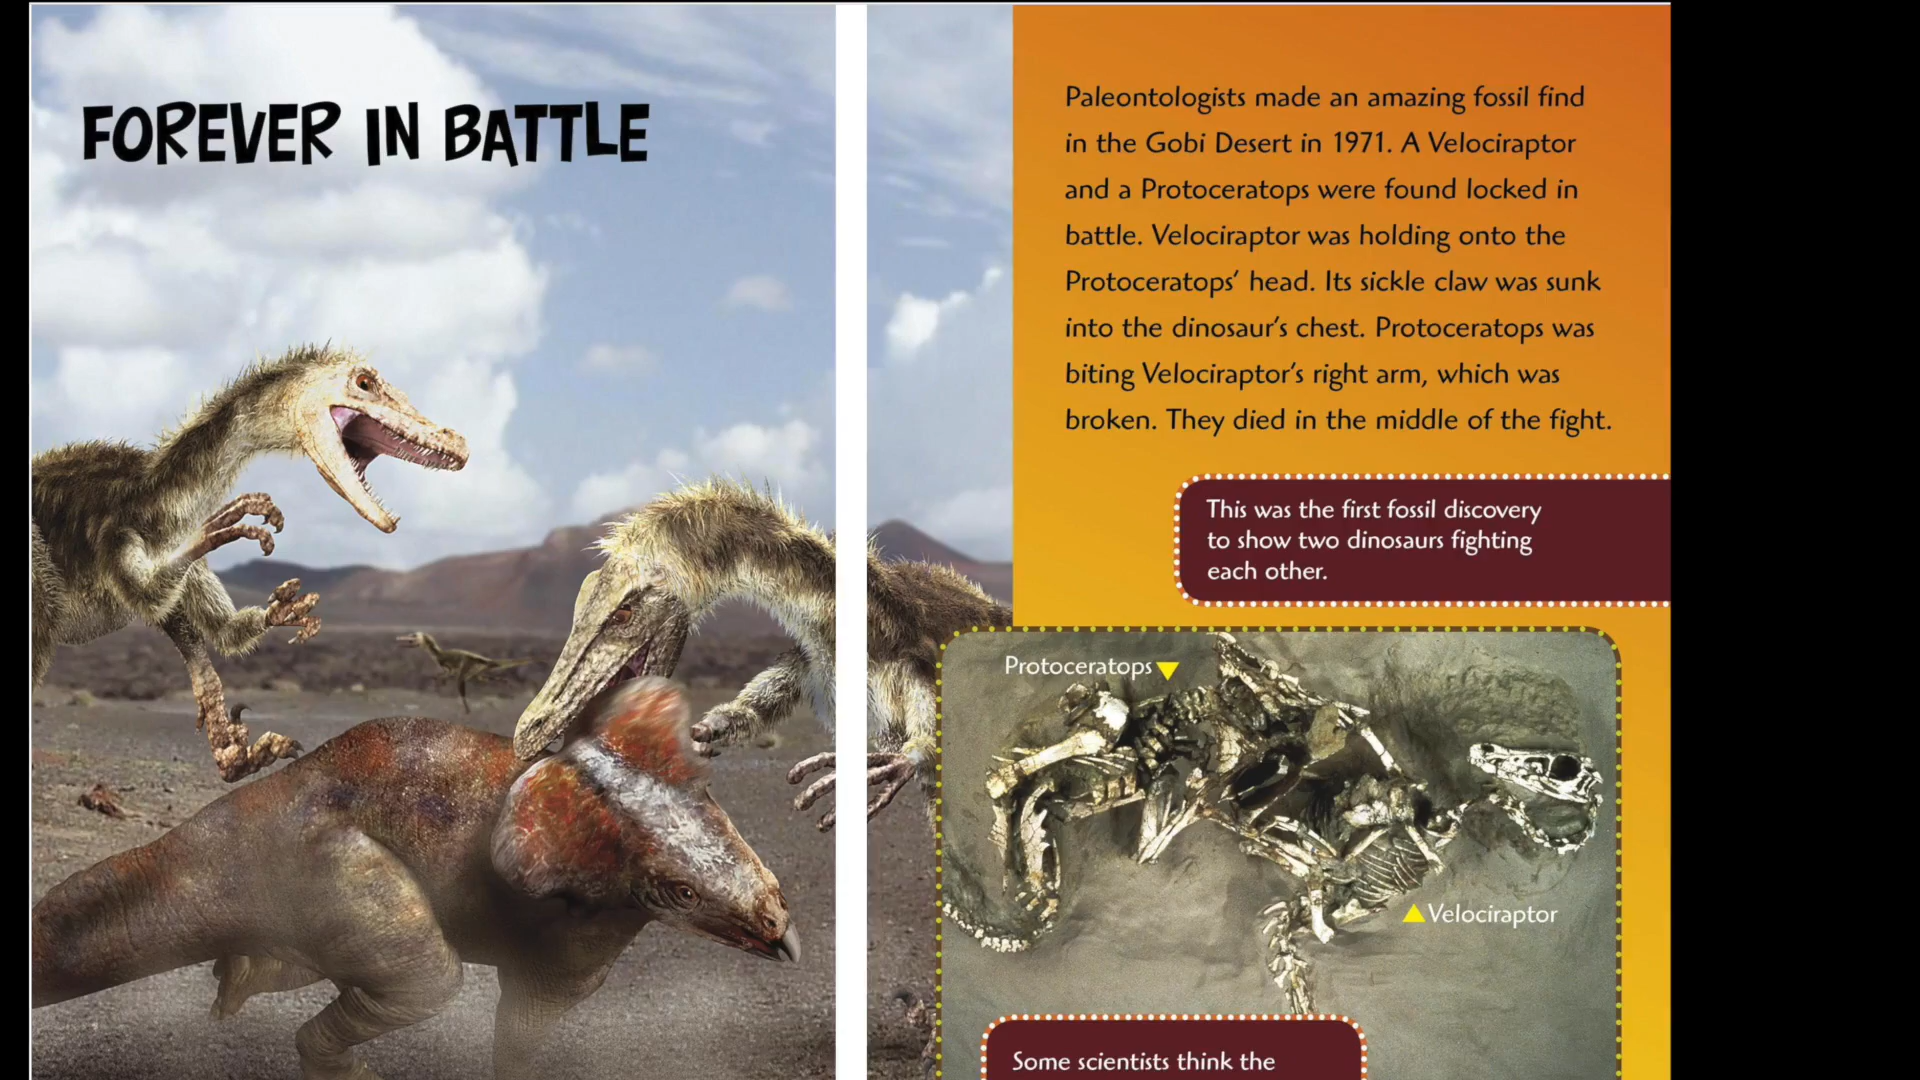 FOREVER IN BATTLE
Paleontologists made an amazing fossil find
in the Gobi Desert in 1971. A Velociraptor
and a Protoceratops were found locked in
battle. Velociraptor was holding onto the
Protoceratops’ head. Its sickle claw was sunk
into the dinosaur’s chest. Protoceratops was
biting Velociraptor’s right arm, which was
broken. They died in the middle of the fight.
This was the first fossil discovery
to show two dinosaurs fighting
each other.
Protoceratops
Velociraptor
Some scientists think the